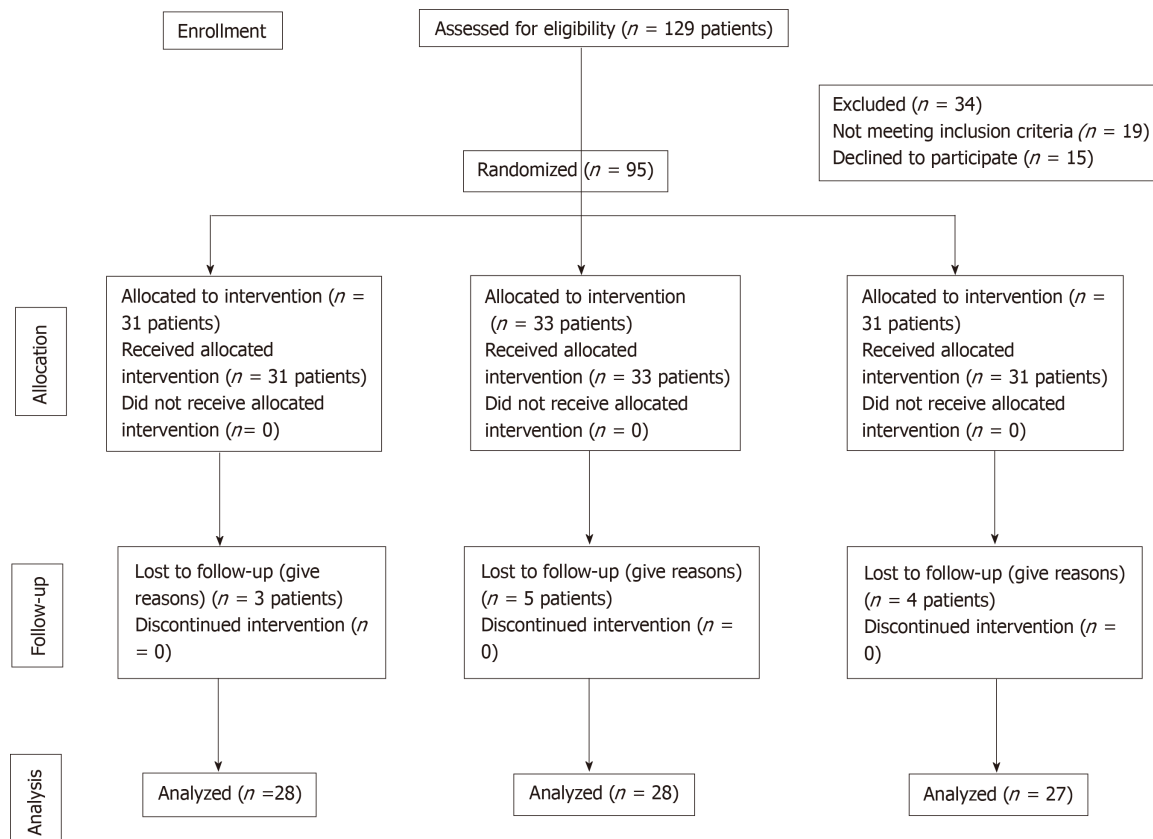 Enrollment
Assessed for eligibility (n = 129 patients)
Excluded (n = 34)
Not meeting inclusion criteria (n = 19)
Declined to participate (n = 15)
Randomized (n = 95)
Allocation
Allocated to intervention (n =
31 patients)
Received allocated
intervention (n = 31 patients)
Did not receive allocated
intervention (n= 0)
Allocated to intervention
(n = 33 patients)
Received allocated
intervention (n = 33 patients)
Did not receive allocated
intervention (n = 0)
Allocated to intervention (n =
31 patients)
Received allocated
intervention (n = 31 patients)
Did not receive allocated
intervention (n = 0)
Follow-up
Lost to follow-up (give
reasons) (n = 3 patients)
Discontinued intervention (n
= 0)
Lost to follow-up (give reasons)
(n = 5 patients)
Discontinued intervention (n =
0)
Lost to follow-up (give reasons)
(n = 4 patients)
Discontinued intervention (n =
0)
Analysis
Analyzed (n =28)
Analyzed (n = 28)
Analyzed (n = 27)